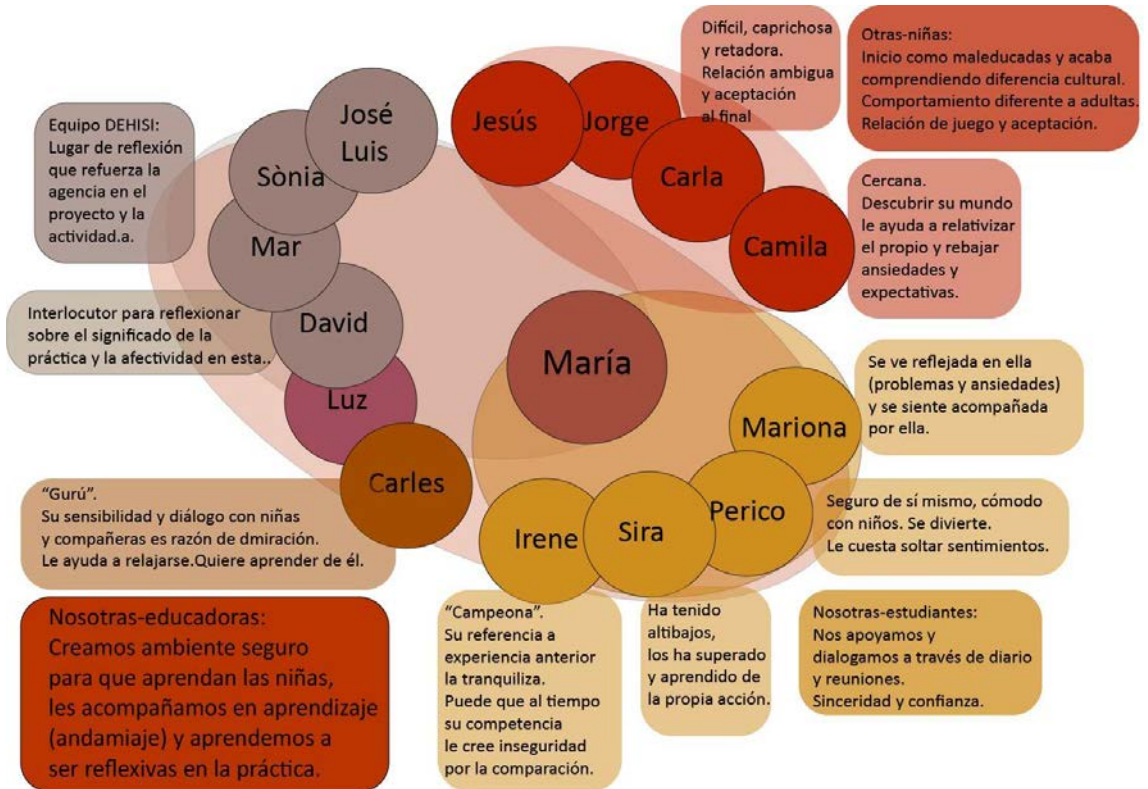 Equipo DEHISI:
Lugar de reflexión
que refuerza la
agencia en el
proyecto y la
actividad.a.
José
Luis
Sònia
Mar
David
Luz
Carles
Jesús
Jorge
Carla
Camila
María
Mariona
Perico
Sira
Irene
Difícil, caprichosa
y retadora.
Relación ambigua
y aceptación
al final
Otras-niñas:
Inicio como maleducadas y acaba
comprendiendo diferencia cultural.
Comportamiento diferente a adultas.
Relación de juego y aceptación.
Cercana.
Descubrir su mundo
le ayuda a relativizar
el propio y rebajar
ansiedades y
expectativas.
Interlocutor para reflexionar
sobre el significado de la
práctica y la afectividad en esta..
Se ve reflejada en ella
(problemas y ansiedades)
y se siente acompañada
por ella.
"Gurú".
Su sensibilidad y diálogo con niñas
y compañeras es razón de dmiración.
Le ayuda a relajarse.Quiere aprender de él.
Seguro de sí mismo, cómodo
con niños. Se divierte.
Le cuesta soltar sentimientos.
Nosotras-educadoras:
Creamos ambiente seguro
para que aprendan las niñas,
les acompañamos en aprendizaje
(andamiaje) y aprendemos a
ser reflexivas en la práctica.
"Campeona".
Su referencia a
experiencia anterior
la tranquiliza.
Puede que al tiempo
su competencia
le cree inseguridad
por la comparación.
Ha tenido
altibajos,
los ha superado
y aprendido de
la propia acción.
Nosotras-estudiantes:
Nos apoyamos y
dialogamos a través de diario
y reuniones.
Sinceridad y confianza.